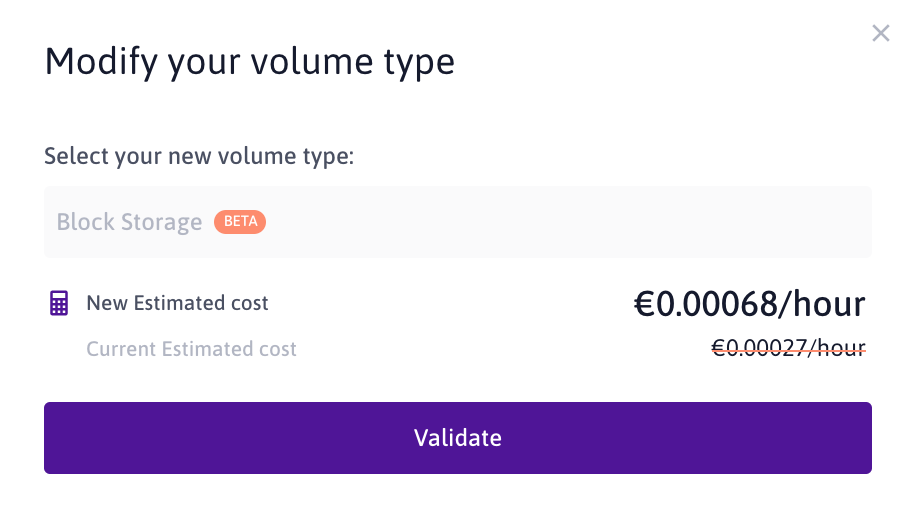 Modify your volume type
Select your new volume type:
Block Storage BETA
New Estimated cost €0.00068/hour
Current Estimated cost €0.00027/hour
Validate